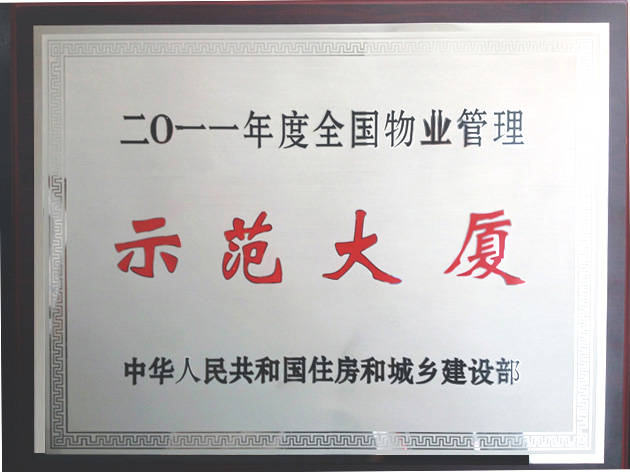 二〇一一年度全国物业管理
示范大厦
中华人民共和国住房和城乡建设部